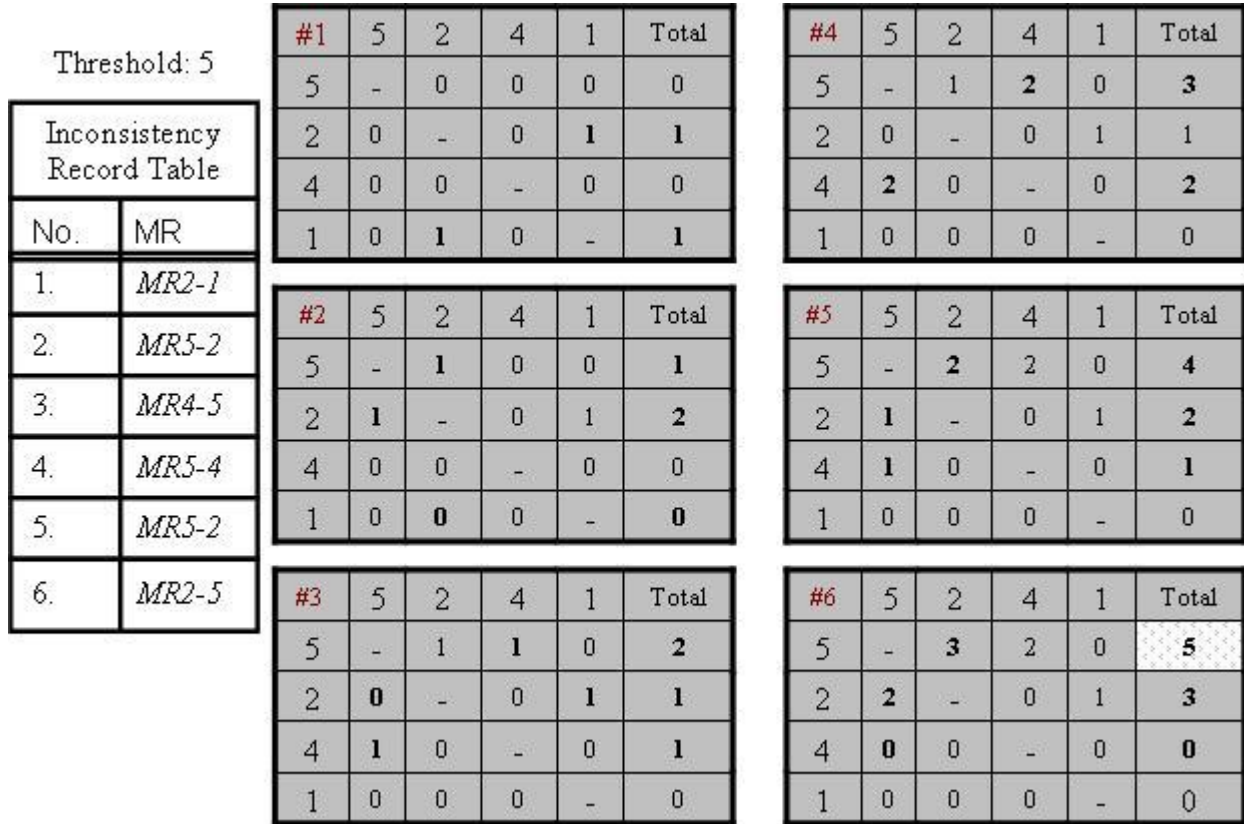 Threshold: 5
Inconsistency
Record Table
No. MR
1. MR2-1
2. MR5-2
3. MR4-5
4. MR5-4
5. MR5-2
6. MR2-5
#1 5 2 4 1 Total
5 - 0 0 0 0
2 0 - 0 1 1
4 0 0 - 0 0
1 0 1 0 - 1
#2 5 2 4 1 Total
5 - 1 0 0 1
2 1 - 0 1 2
4 0 0 - 0 0
1 0 0 0 - 0
#3 5 2 4 1 Total
5 - 1 1 0 2
2 0 - 0 1 1
4 1 0 - 0 1
1 0 0 0 - 0
#4 5 2 4 1 Total
5 - 1 2 0 3
2 0 - 0 1 1
4 2 0 - 0 2
1 0 0 0 - 0
#5 5 2 4 1 Total
5 - 2 2 0 4
2 1 - 0 1 2
4 1 0 - 0 1
1 0 0 0 - 0
#6 5 2 4 1 Total
5 - 3 2 0 5
2 2 - 0 1 3
4 0 0 - 0 0
1 0 0 0 - 0